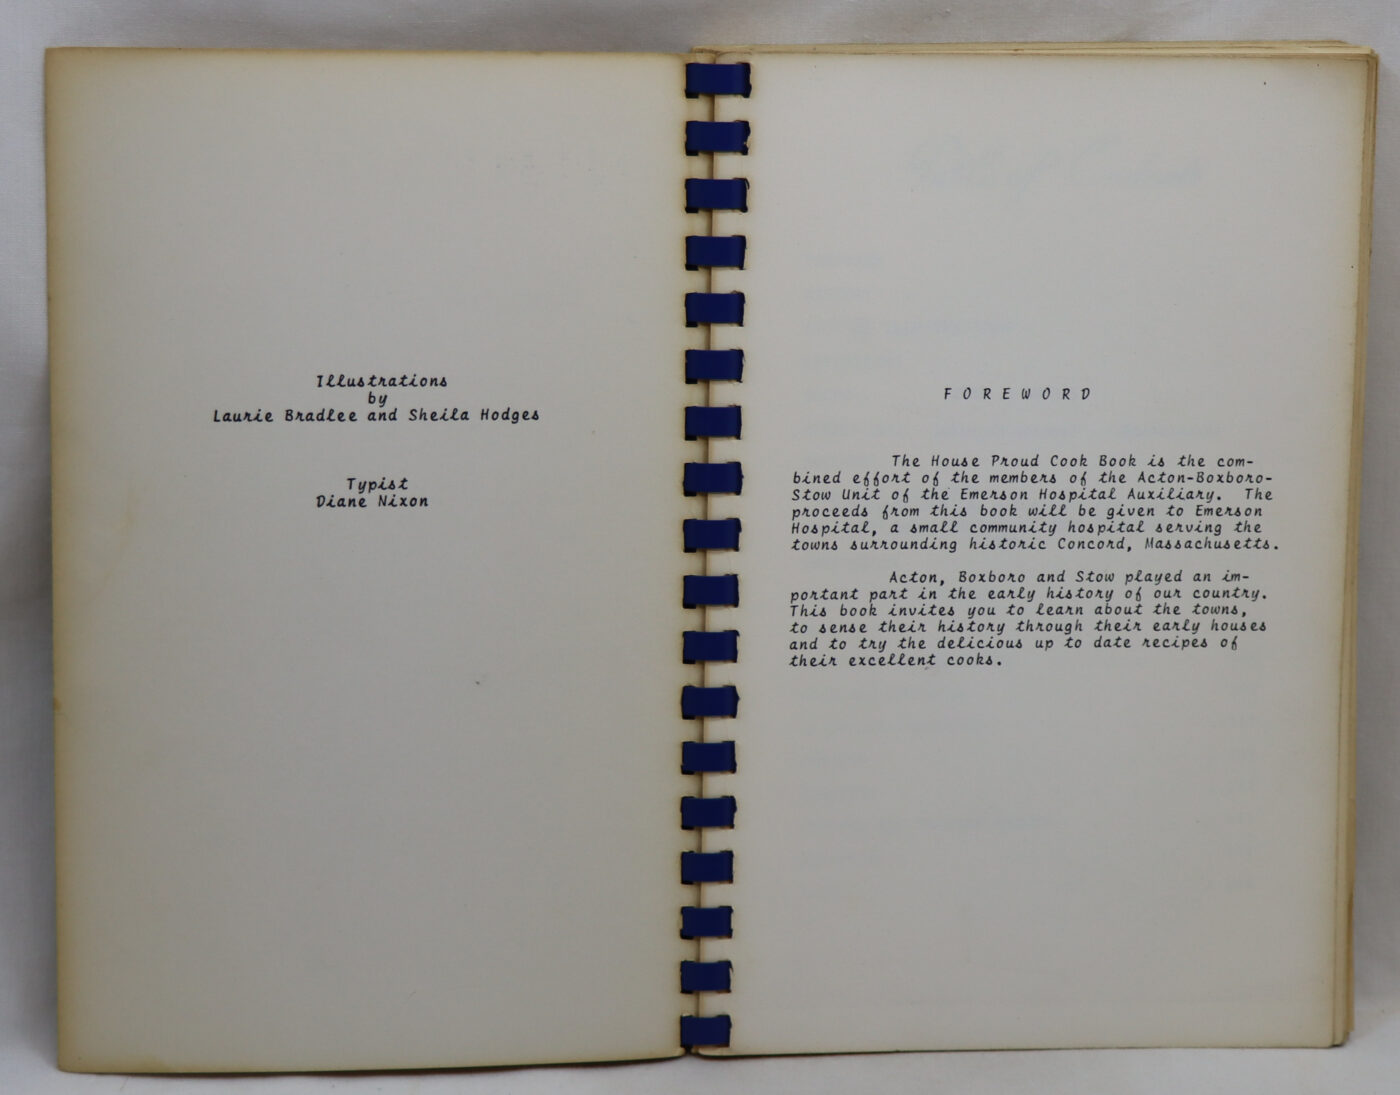 Illustrations
by
Laurie Bradlee and Sheila Hodges
Typist
Diane Nixon
FOREWORD
The House Proud Cook Book is the com-
bined effort of the members of the Acton-Boxboro-
Stow Unit of the Emerson Hospital Auxiliary. The
proceeds from this book will be given to Emerson
Hospital, a small community hospital serving the
towns surrounding historic Concord, Massachusetts.
Acton, Boxboro and Stow played an im-
portant part in the early history of our country.
This book invites you to learn about the towns,
to sense their history through their early houses
and to try the delicious up to date recipes of
their excellent cooks.